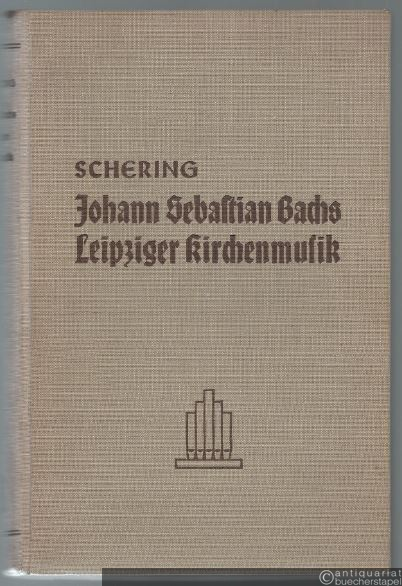 SCHERING
Johann Sebaſtian Bachs
Leipziger Kirchenmuſik
©antiquariat
buecherstapel